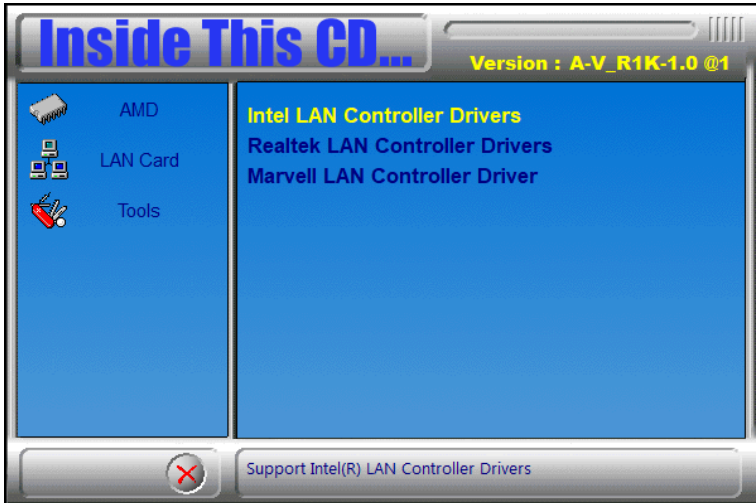 Inside This CD...
Version : A-V_R1K-1.0 @1
AMD
LAN Card
Tools
Intel LAN Controller Drivers
Realtek LAN Controller Drivers
Marvell LAN Controller Driver
Support Intel(R) LAN Controller Drivers